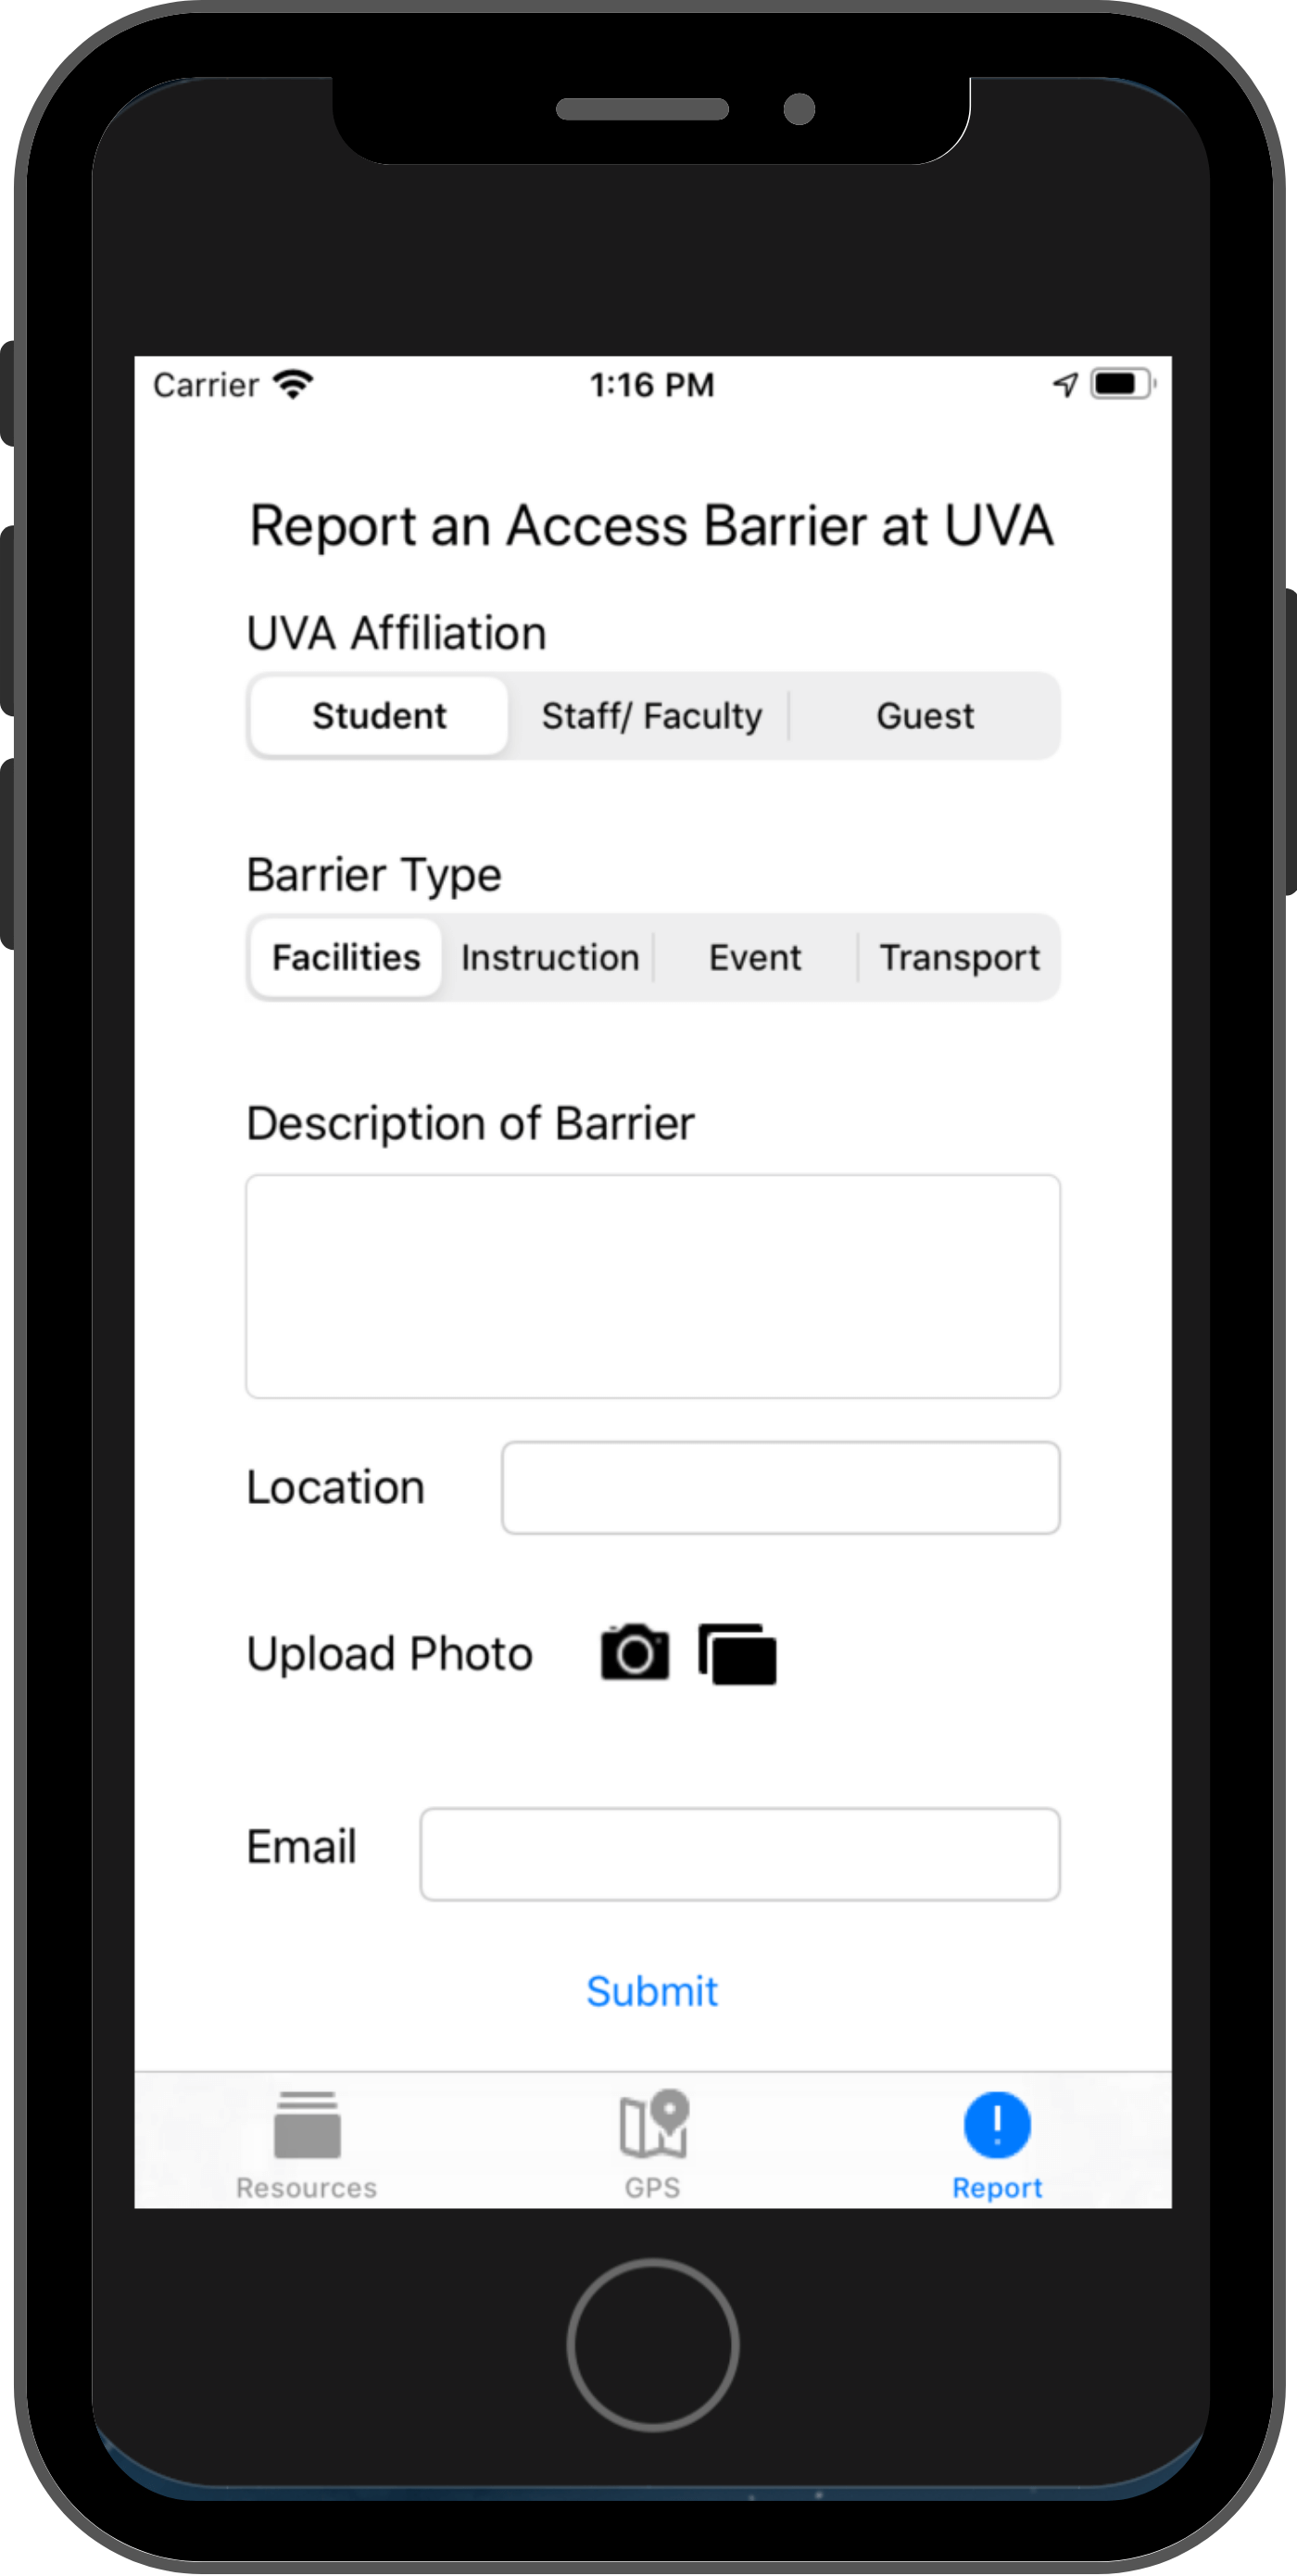 Carrier 1:16 PM
Report an Access Barrier at UVA
UVA Affiliation
Student Staff/ Faculty Guest
Barrier Type
Facilities Instruction Event Transport
Description of Barrier
Location
Upload Photo
Email
Submit
Resources GPS Report